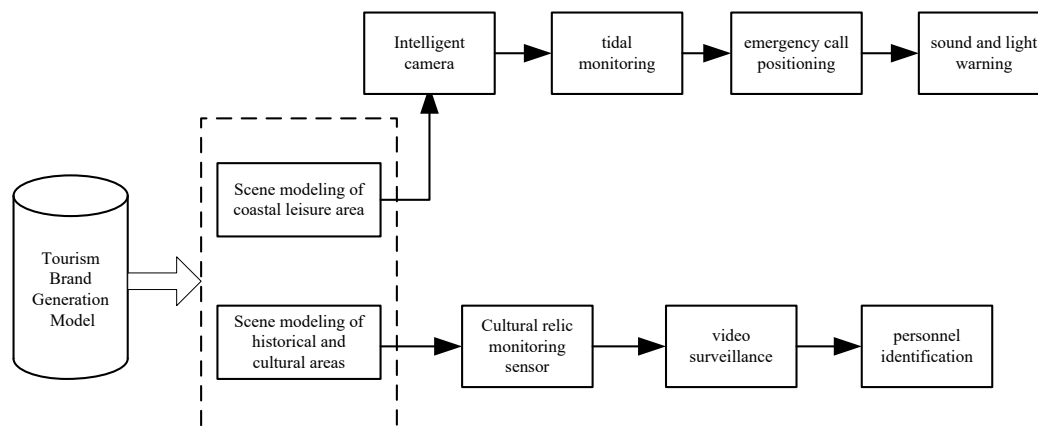 Intelligent
camera
tidal
monitoring
emergency call
positioning
sound and light
warning
Scene modeling of
coastal leisure area
Tourism
Brand
Generation
Model
Scene modeling of
historical and
cultural areas
Cultural relic
monitoring
sensor
video
surveillance
personnel
identification